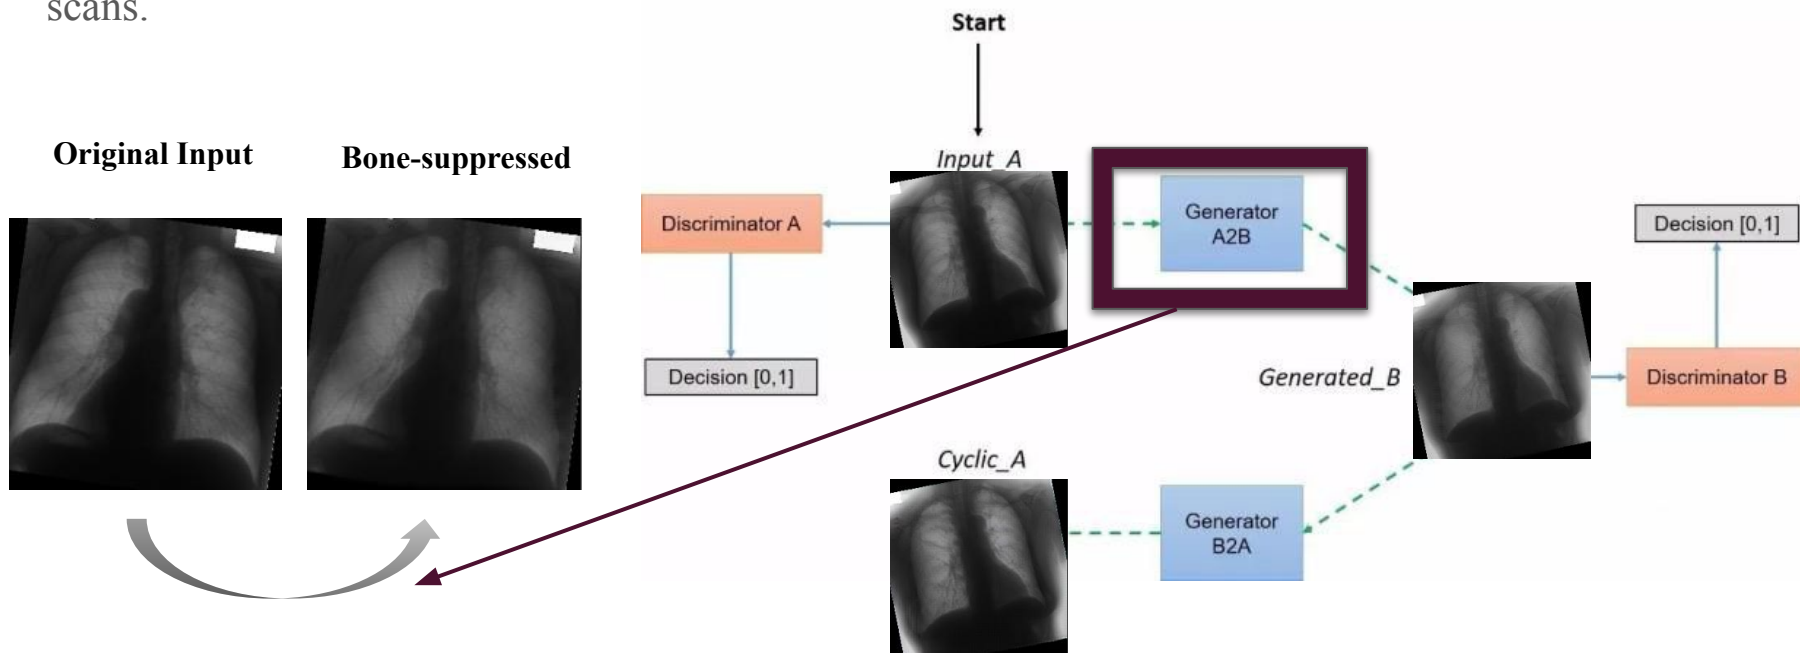 scans.
Original Input
Bone-suppressed
Start
Input_A
Discriminator A
Generator
A2B
Decision [0,1]
Decision [0,1]
Generated_B
Discriminator B
Cyclic_A
Generator
B2A